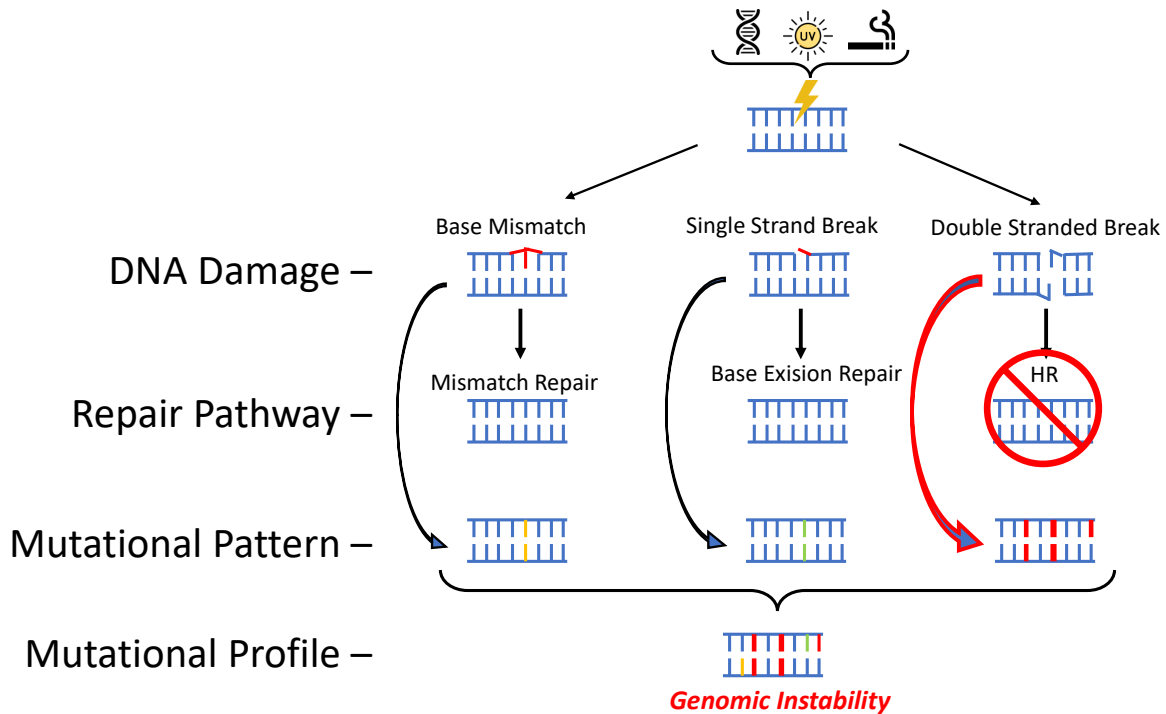 UV
Base Mismatch
Single Strand Break
Double Stranded Break
DNA Damage –
Mismatch Repair
Base Exision Repair
HR
Repair Pathway –
Mutational Pattern –
Mutational Profile –
Genomic Instability